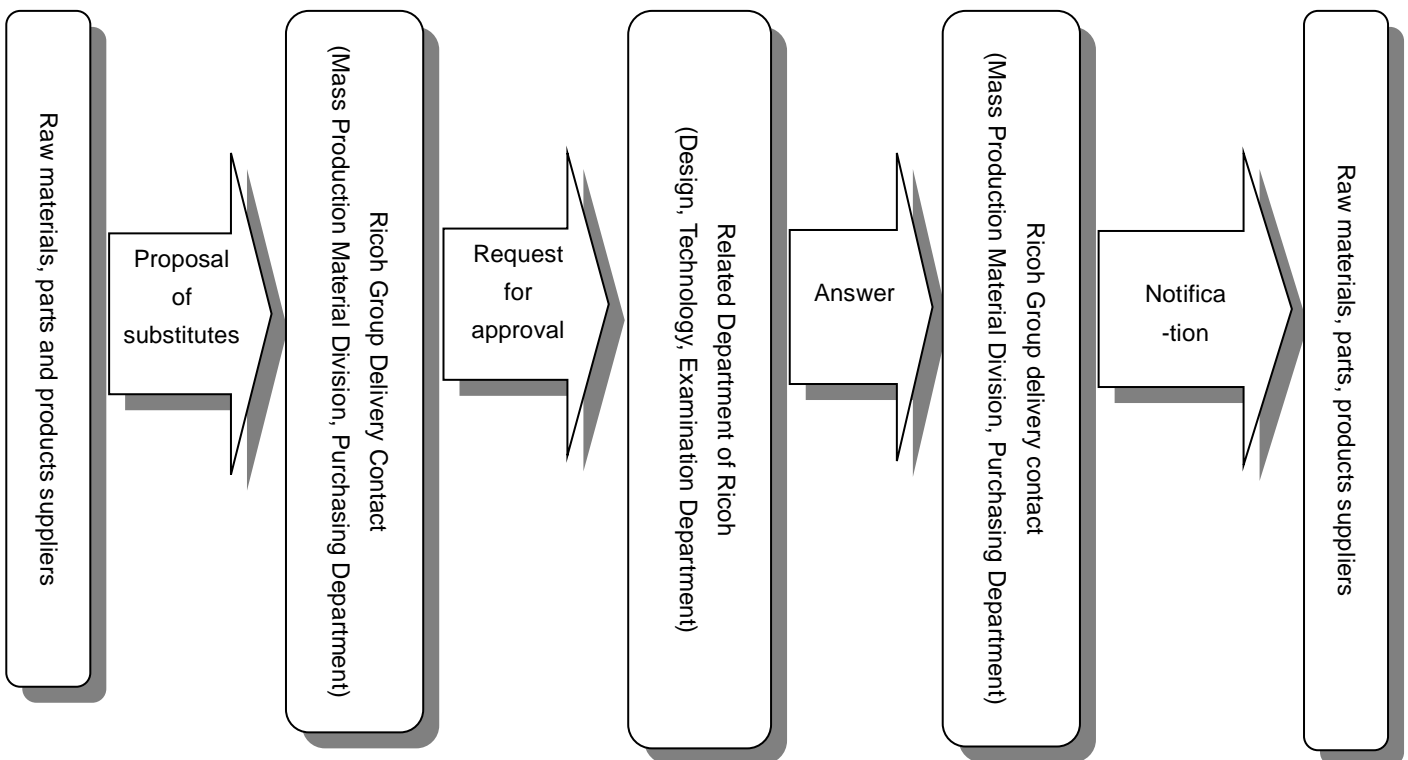 Raw materials, parts and products suppliers
Proposal
of
substitutes
Ricoh Group Delivery Contact
(Mass Production Material Division, Purchasing Department)
Request
for
approval
Related Department of Ricoh
(Design, Technology, Examination Department)
Answer
Ricoh Group delivery contact
(Mass Production Material Division, Purchasing Department)
Notifica
-tion
Raw materials, parts, products suppliers